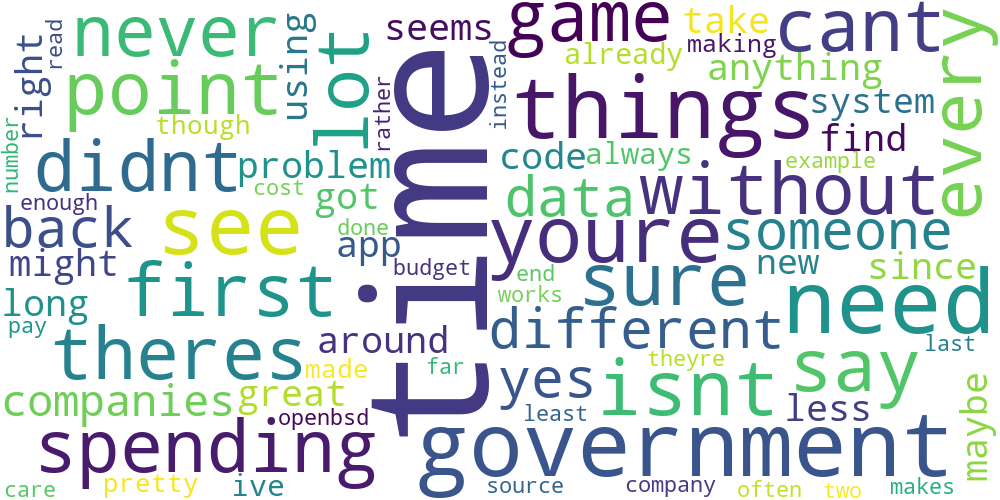 never
point
lot
using
right
read
though
seems
time
rather
instead
game
take
making
already
anything
cant
every
things
system
find
didnt
problem
number
enough
cost
got
done
code
always
example
data
without
back
see
app
youre
someone
might
budget
end
works
sure
new
since
first
long
pay
need
theres
around
far
different
theyre
last
made
companies
great
openbsd
yes
isnt
say
least
less
maybe
spending
government
care
pretty
ive
source
company
often
two
makes